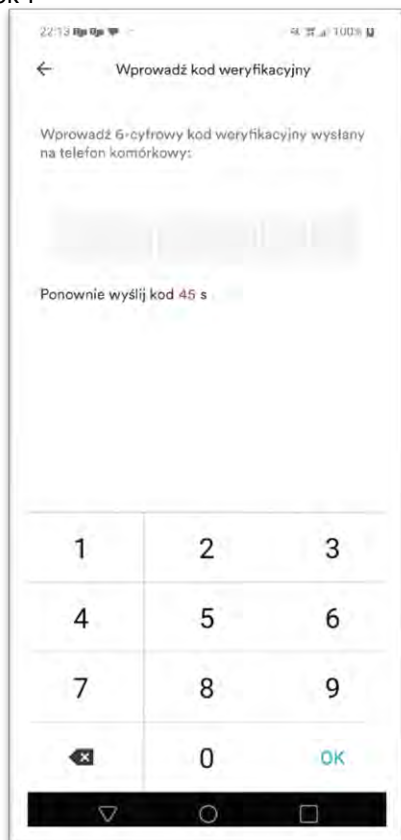 22:13
100%
Wprowadź kod weryfikacyjny
Wprowadź 6-cyfrowy kod weryfikacyjny wysłany
na telefon komórkowy:
Ponownie wyślij kod 45 s
1 2 3
4 5 6
7 8 9
0 OK